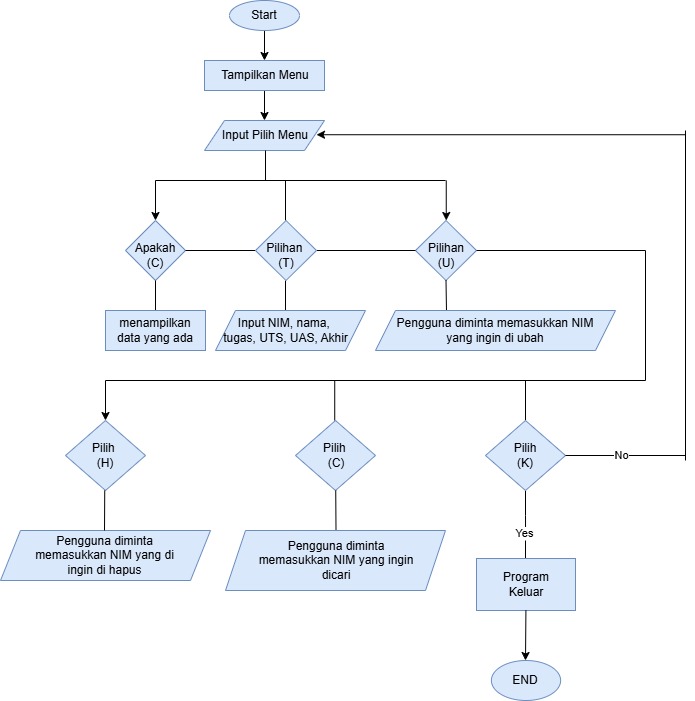 Start
Tampilkan Menu
Input Pilih Menu
Apakah
(C)
Pilihan
(T)
Pilihan
(U)
menampilkan
data yang ada
Input NIM, nama,
tugas, UTS, UAS, Akhir
Pengguna diminta memasukkan NIM
yang ingin di ubah
Pilih
(H)
Pilih
(C)
Pilih
(K)
No
Pengguna diminta
memasukkan NIM yang di
ingin di hapus
Pengguna diminta
memasukkan NIM yang ingin
dicari
Yes
Program
Keluar
END